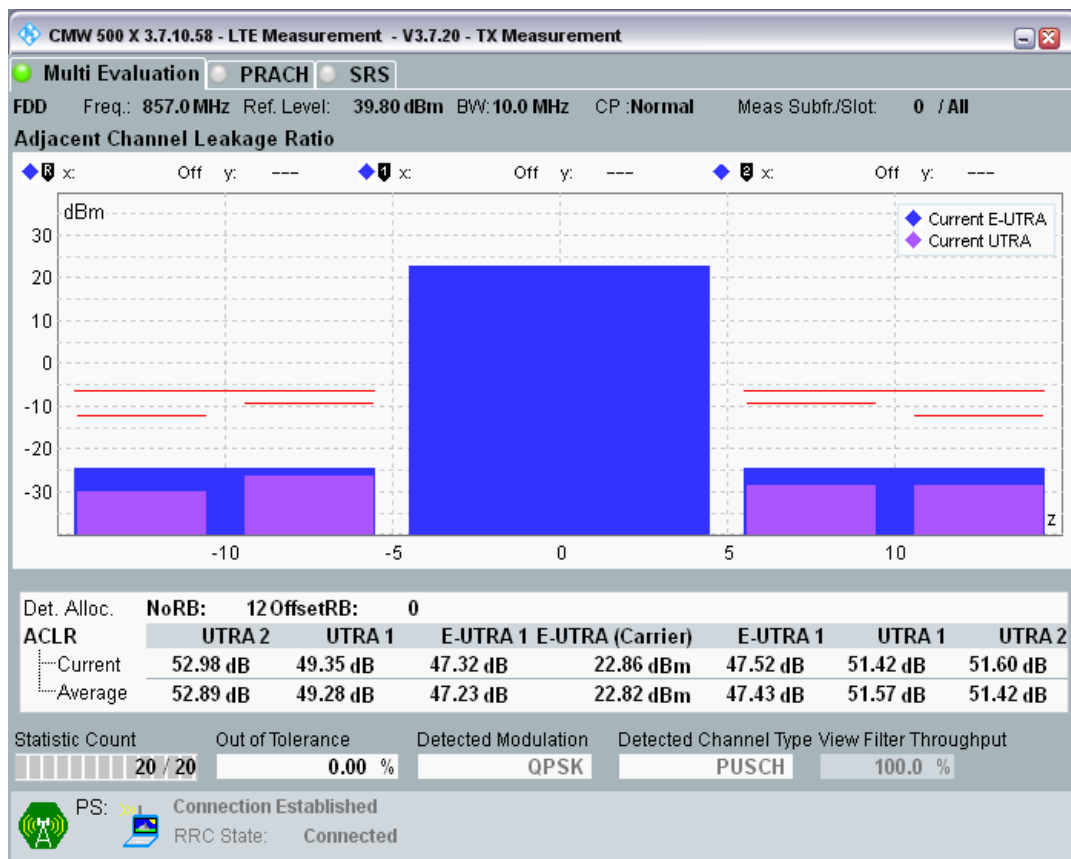 CMW 500 X 3.7.10.58 - LTE Measurement - V3.7.20 - TX Measurement
Multi Evaluation PRACH SRS
FDD Freq.: 857.0 MHz Ref. Level: 39.80 dBm BW: 10.0 MHz CP :Normal Meas Subfr./Slot: 0 / All
Adjacent Channel Leakage Ratio
R x: Off y: --- 1 x: Off y: --- 2 x: Off y: ---
dBm
Current E-UTRA
Current UTRA
30
20
10
0
-10
-20
-30
z
-10 -5 0 5 10
Det. Alloc. NoRB: 12 OffsetRB: 0
ACLR UTRA 2 UTRA 1 E-UTRA 1 E-UTRA (Carrier) E-UTRA 1 UTRA 1 UTRA 2
Current 52.98 dB 49.35 dB 47.32 dB 22.86 dBm 47.52 dB 51.42 dB 51.60 dB
Average 52.89 dB 49.28 dB 47.23 dB 22.82 dBm 47.43 dB 51.57 dB 51.42 dB
Statistic Count Out of Tolerance Detected Modulation Detected Channel Type View Filter Throughput
20 / 20 0.00 % QPSK PUSCH 100.0 %
PS: Connection Established
RRC State: Connected